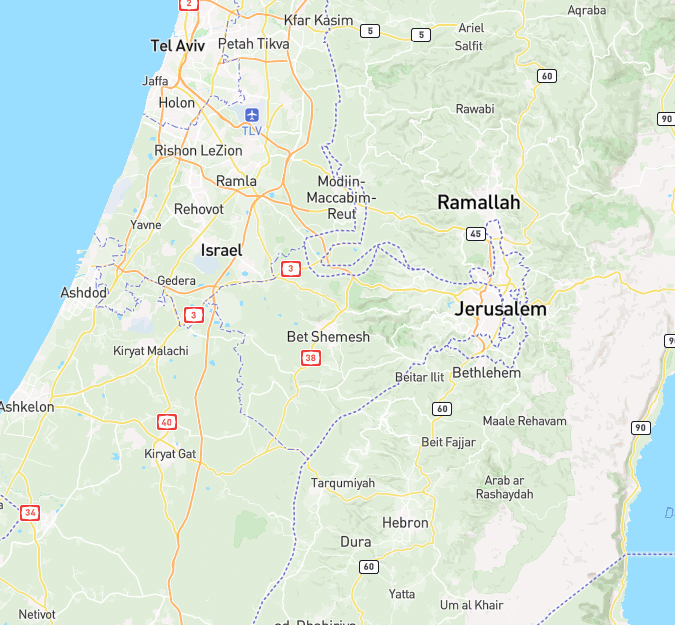 2
Kfar Kasim
Aqraba
5
5
Ariel
Salfit
Tel Aviv
Petah Tikva
60
Jaffa
Holon
Rawabi
90
TLV
Rishon LeZion
Ramla
Modiin-
Maccabim-
Reut
Ramallah
Rehovot
Yavne
45
Israel
3
Gedera
Ashdod
3
Jerusalem
Bet Shemesh
Kiryat Malachi
38
Beitar Ilit
Bethlehem
Ashkelon
60
40
Maale Rehavam
90
Beit Fajjar
Kiryat Gat
Tarqumiyah
Arab ar
Rashaydah
34
Hebron
Dura
60
Yatta
Um al Khair
Netivot